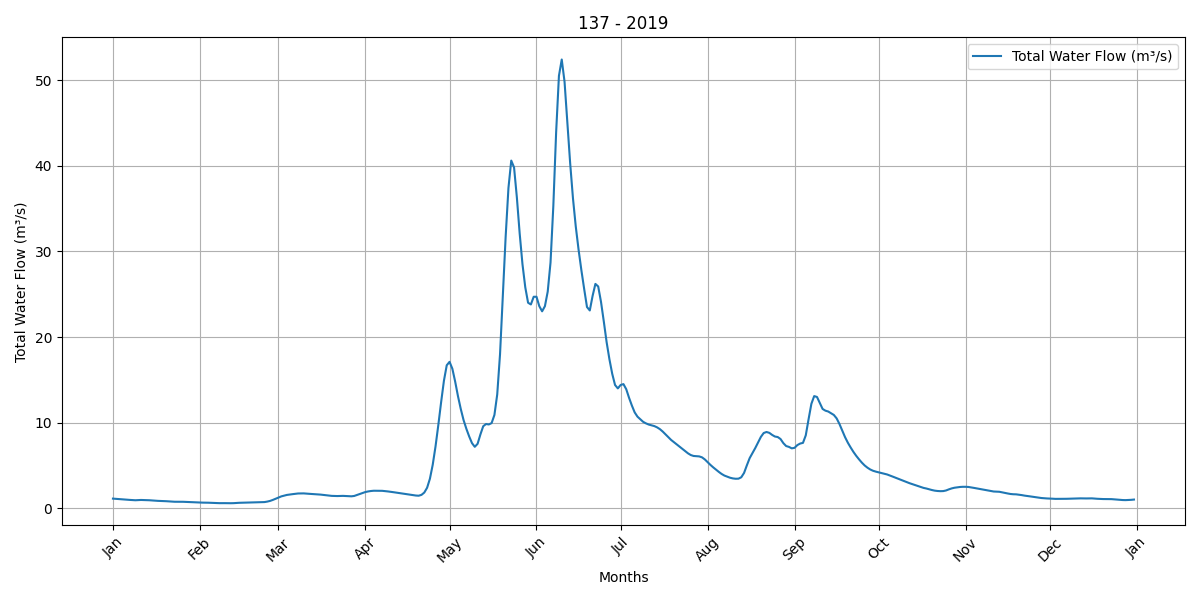 137 - 2019
Total Water Flow (m³/s)
Total Water Flow (m³/s)
50
40
30
20
10
0
Jan Feb Mar Apr May Jun Jul Aug Sep Oct Nov Dec Jan
Months